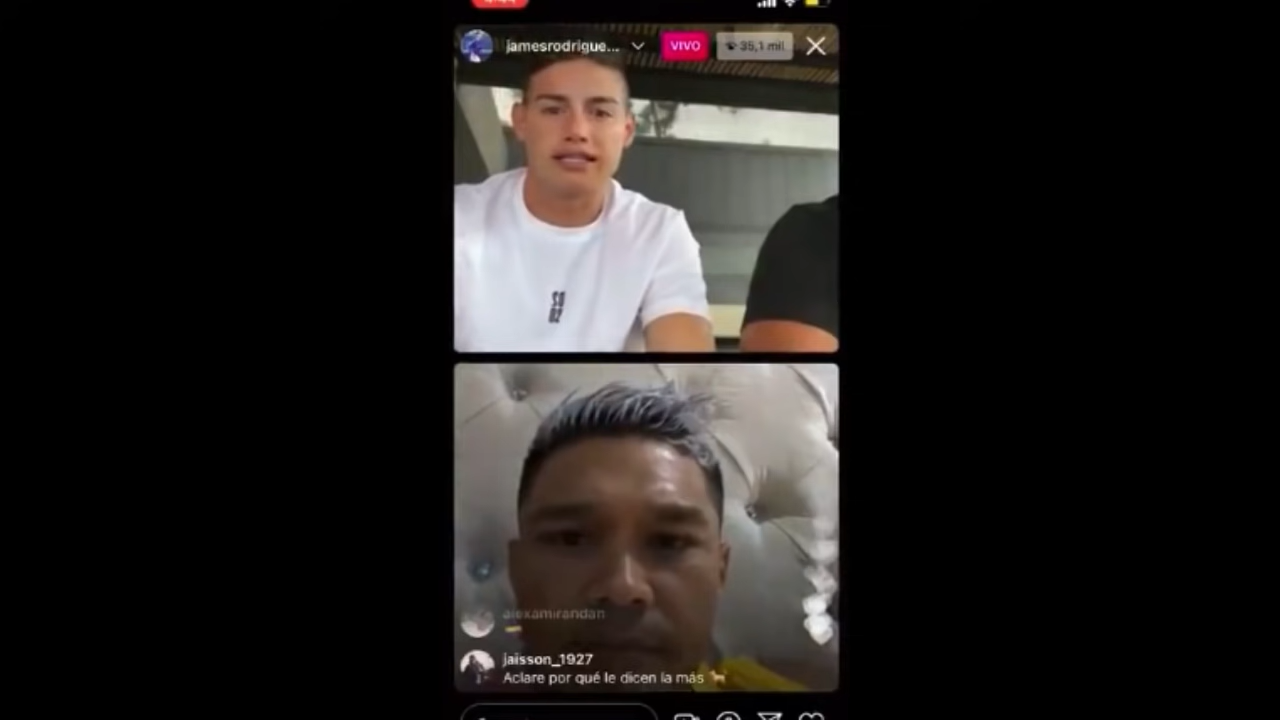 jamesrodrigue...
VIVO
35,1 mil
alexamirandan
jaisson_1927
Aclare por qué le dicen la más